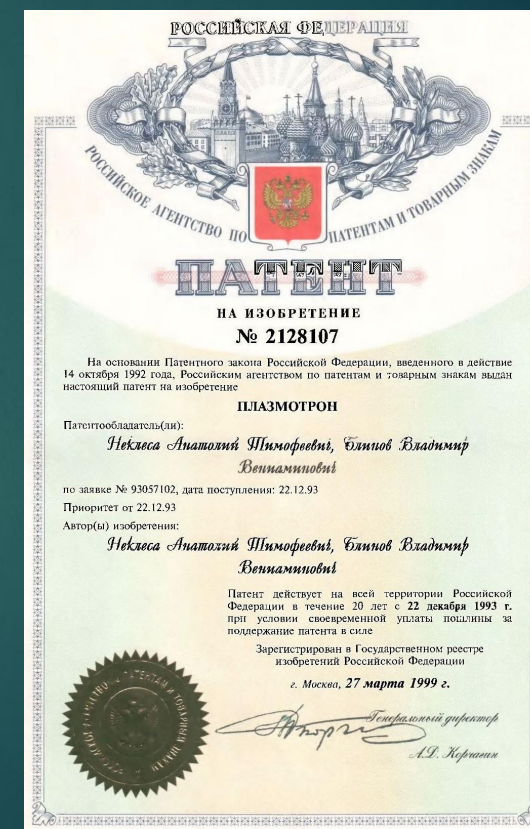 РОССИЙСКАЯ ФЕДЕРАЦИЯ
РОССИЙСКОЕ АГЕНТСТВО ПО ПАТЕНТАМ И ТОВАРНЫМ ЗНАКАМ
ПАТЕНТ
НА ИЗОБРЕТЕНИЕ
№ 2128107
На основании Патентного закона Российской Федерации, введенного в действие
14 октября 1992 года, Российским агентством по патентам и товарным знакам выдан
настоящий патент на изобретение
ПЛАЗМОТРОН
Патентообладатель(ли):
Неклеса Анатолий Тимофеевич, Блинов Владимир
Вениаминович
по заявке № 93057102, дата поступления: 22.12.93
Приоритет от 22.12.93
Автор(ы) изобретения:
Неклеса Анатолий Тимофеевич, Блинов Владимир
Вениаминович
Патент действует на всей территории Российской
Федерации в течение 20 лет с 22 декабря 1993 г.
при условии своевременной уплаты пошлины за
поддержание патента в силе
Зарегистрирован в Государственном реестре
изобретений Российской Федерации
г. Москва, 27 марта 1999 г.
Генеральный директор
А.Д. Корчагин